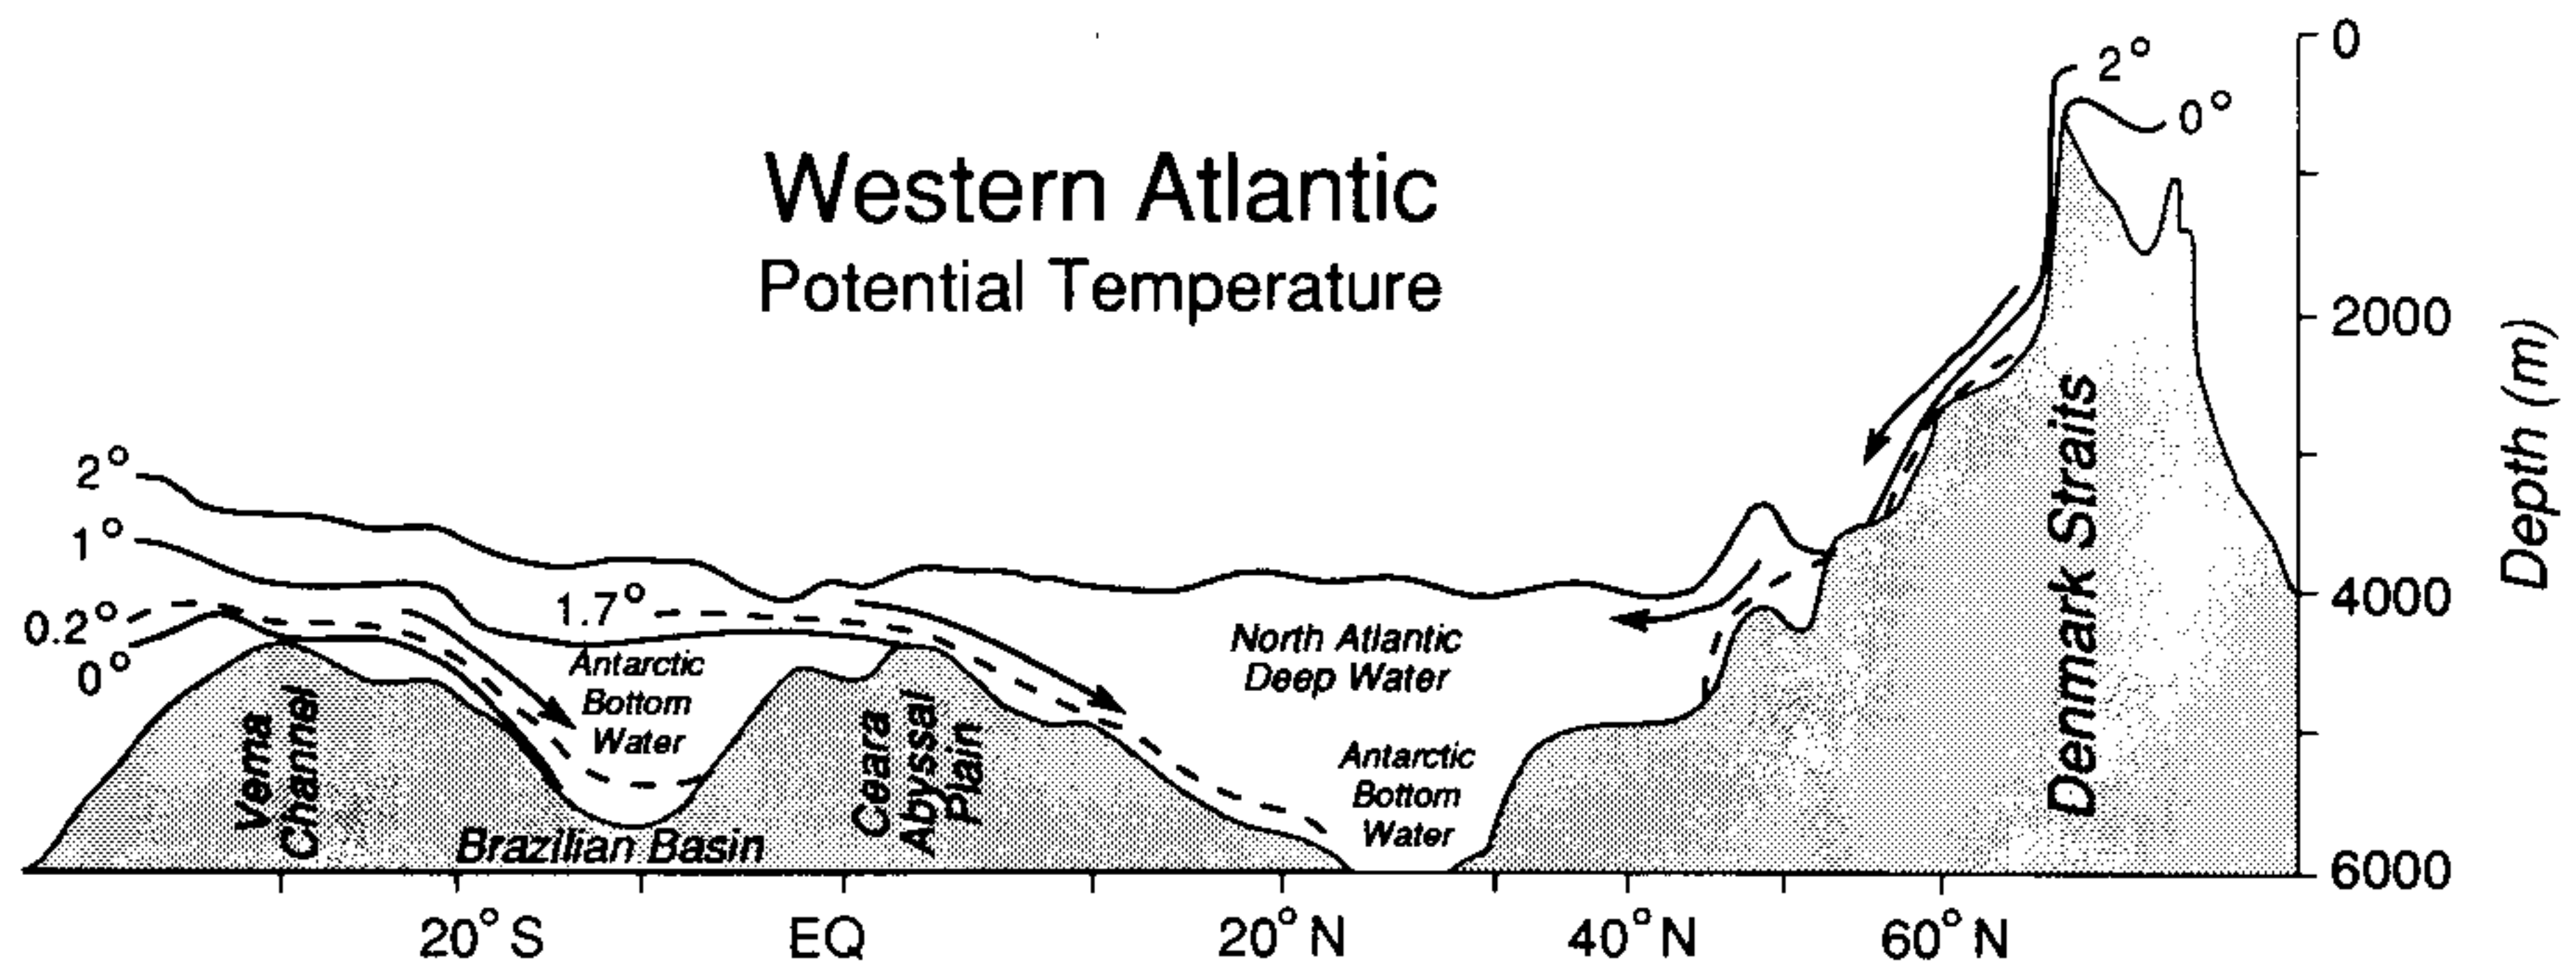 Western Atlantic
Potential Temperature
2°
0°
0
2000
4000
6000
Depth (m)
2°
1°
0.2°
0°
1.7°
Antarctic
Bottom
Water
North Atlantic
Deep Water
Antarctic
Bottom
Water
Vema
Channel
Brazilian Basin
Ceara
Abyssal
Plain
Denmark Straits
20°S
EQ
20°N
40°N
60°N